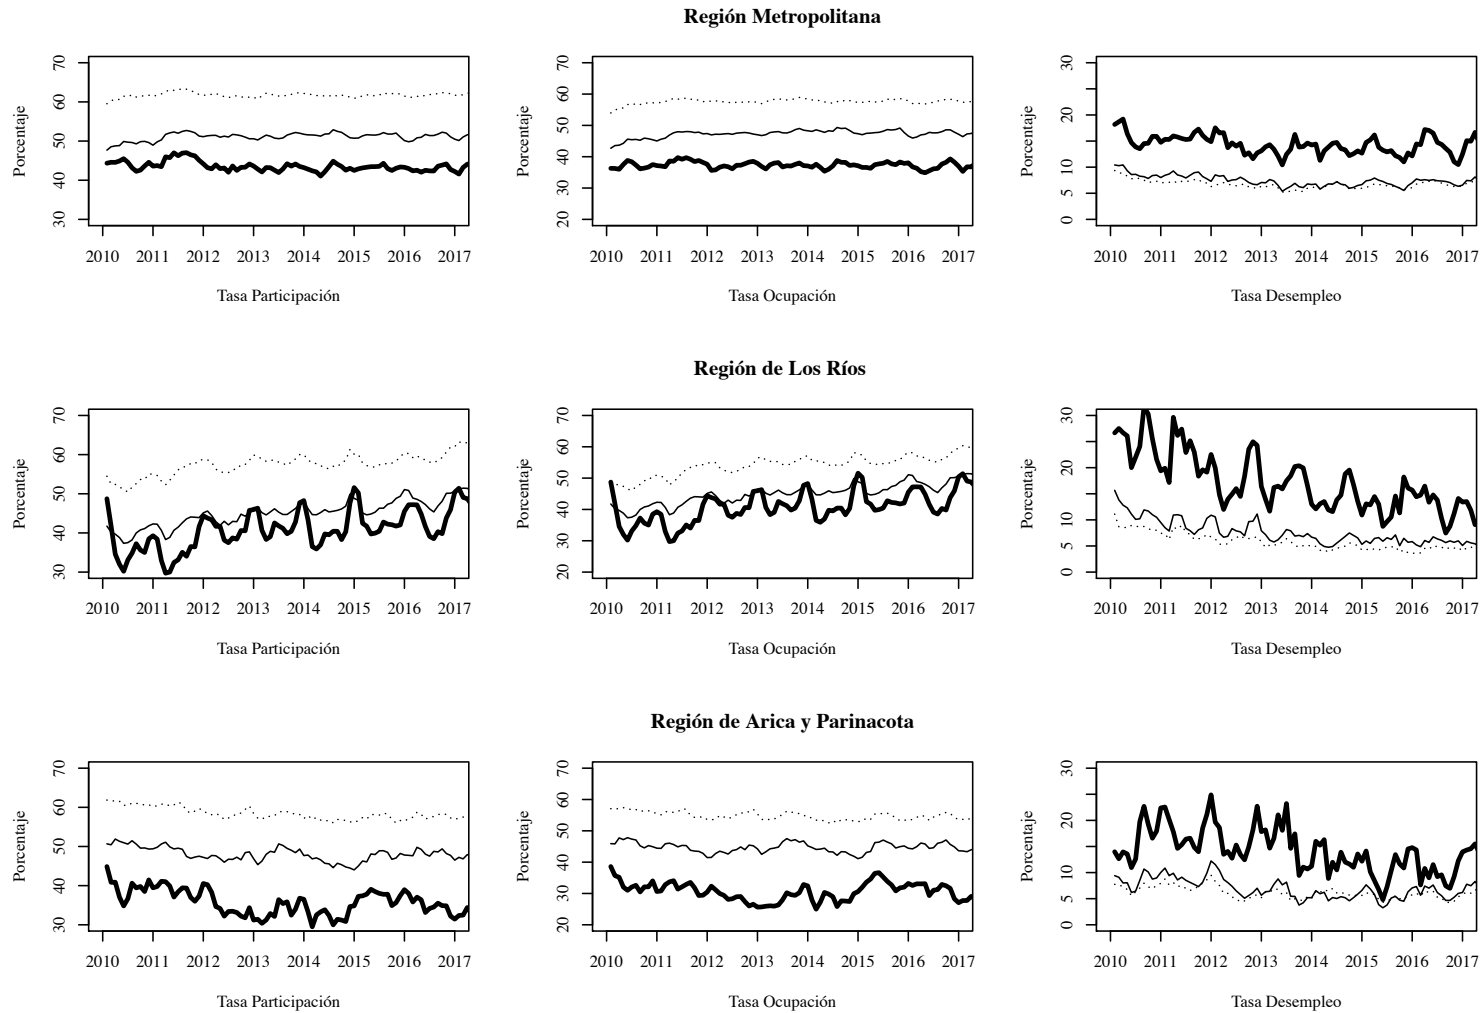 Región Metropolitana
Porcentaje
30 40 50 60 70
2010 2011 2012 2013 2014 2015 2016 2017
Tasa Participación
Porcentaje
20 30 40 50 60 70
2010 2011 2012 2013 2014 2015 2016 2017
Tasa Ocupación
Porcentaje
0 5 10 20 30
2010 2011 2012 2013 2014 2015 2016 2017
Tasa Desempleo
Región de Los Ríos
Porcentaje
30 40 50 60 70
2010 2011 2012 2013 2014 2015 2016 2017
Tasa Participación
Porcentaje
20 30 40 50 60 70
2010 2011 2012 2013 2014 2015 2016 2017
Tasa Ocupación
Porcentaje
0 5 10 20 30
2010 2011 2012 2013 2014 2015 2016 2017
Tasa Desempleo
Región de Arica y Parinacota
Porcentaje
30 40 50 60 70
2010 2011 2012 2013 2014 2015 2016 2017
Tasa Participación
Porcentaje
20 30 40 50 60 70
2010 2011 2012 2013 2014 2015 2016 2017
Tasa Ocupación
Porcentaje
0 5 10 20 30
2010 2011 2012 2013 2014 2015 2016 2017
Tasa Desempleo